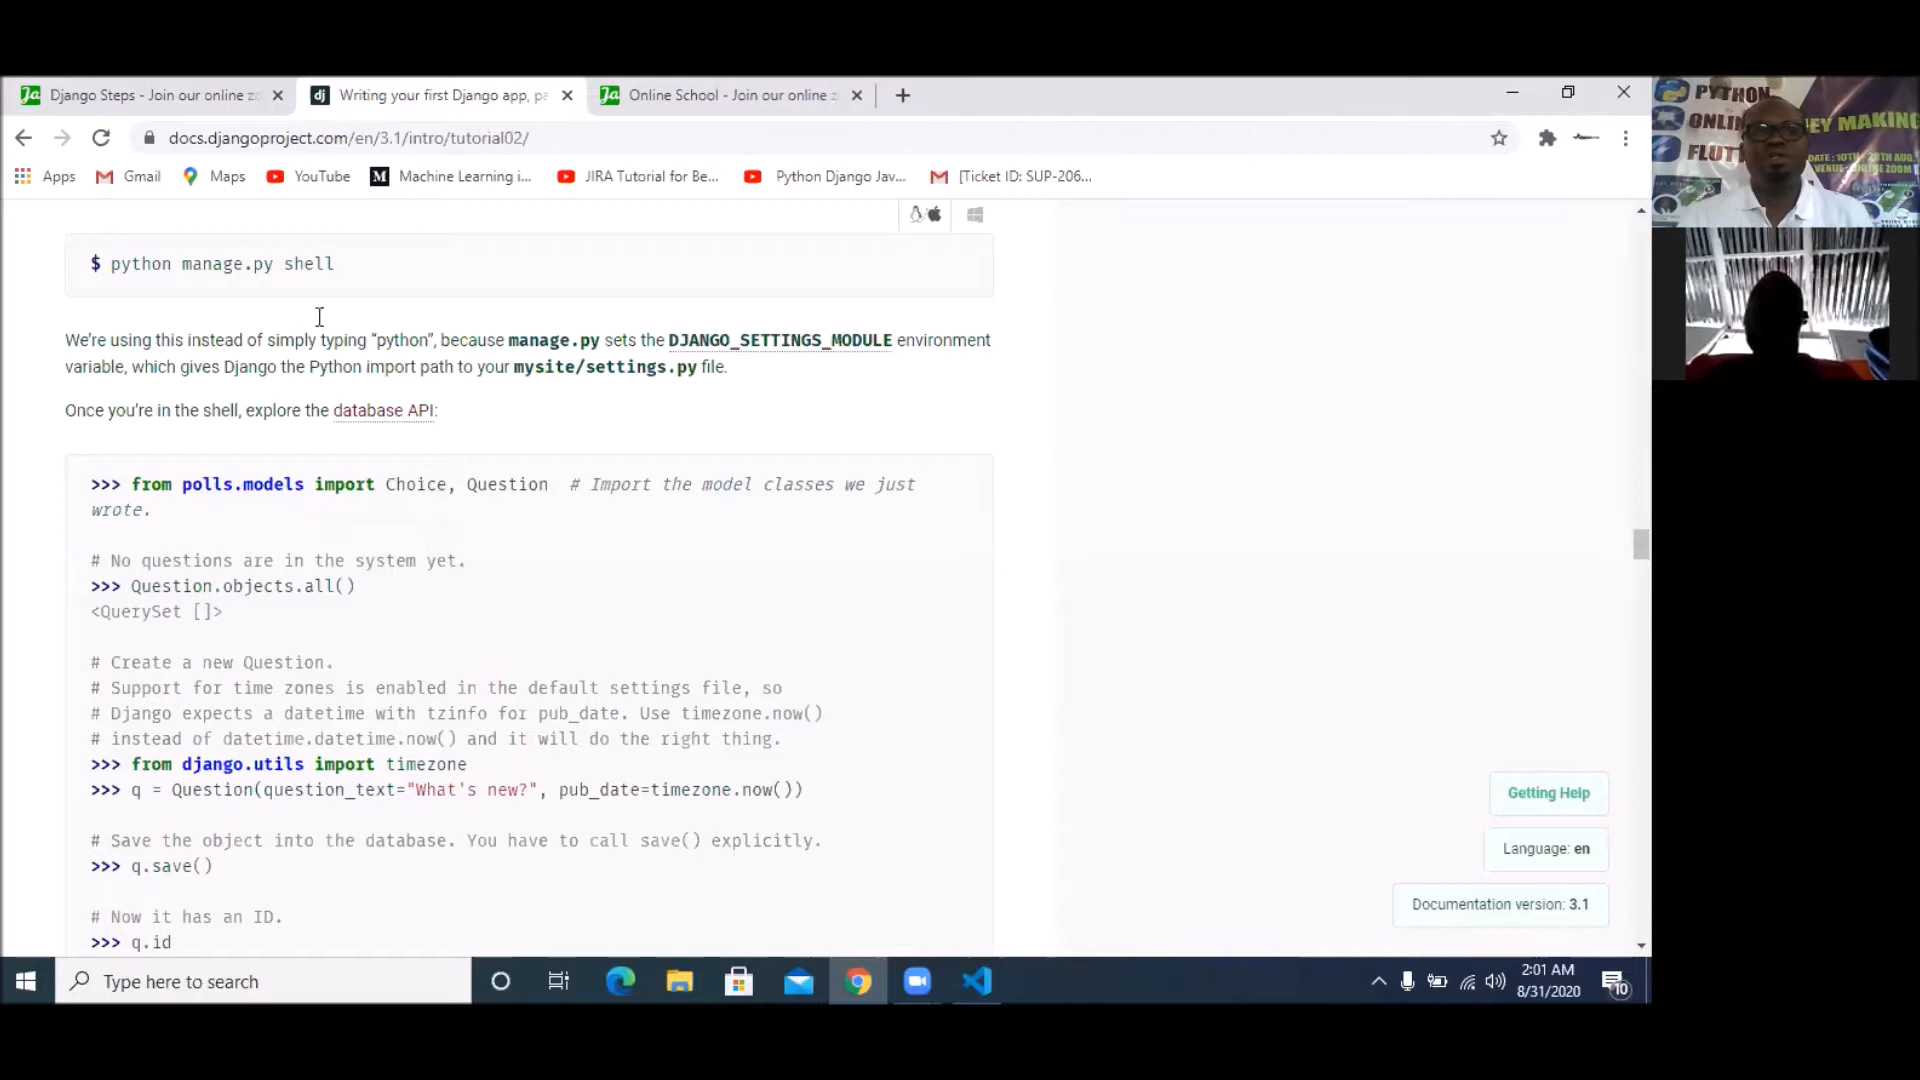 Django Steps - Join our online zo
Writing your first Django app, pa
Online School - Join our online z
docs.djangoproject.com/en/3.1/intro/tutorial02/
Apps
Gmail
Maps
YouTube
Machine Learning i...
JIRA Tutorial for Be...
Python Django Jav...
[Ticket ID: SUP-206...
$ python manage.py shell
We're using this instead of simply typing “python”, because manage.py sets the DJANGO_SETTINGS_MODULE environment
variable, which gives Django the Python import path to your mysite/settings.py file.
Once you're in the shell, explore the database API:
>>> from polls.models import Choice, Question  # Import the model classes we just
wrote.
# No questions are in the system yet.
>>> Question.objects.all()
<QuerySet []>
# Create a new Question.
# Support for time zones is enabled in the default settings file, so
# Django expects a datetime with tzinfo for pub_date. Use timezone.now()
# instead of datetime.datetime.now() and it will do the right thing.
>>> from django.utils import timezone
>>> q = Question(question_text="What's new?", pub_date=timezone.now())
# Save the object into the database. You have to call save() explicitly.
>>> q.save()
# Now it has an ID.
>>> q.id
Getting Help
Language: en
Documentation version: 3.1
Type here to search
2:01 AM
8/31/2020
10
PYTHON
EY MAKING
FLUT
VENUE: ONLINE ZOOM